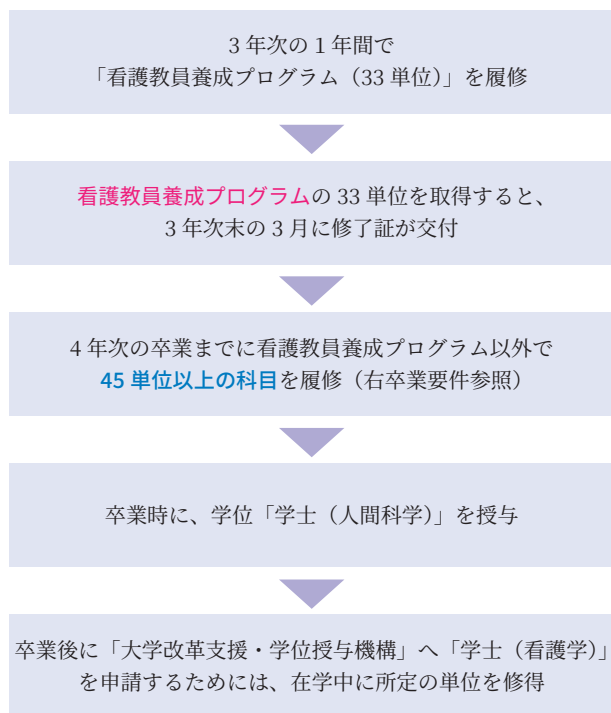 3 年次の 1 年間で
「看護教員養成プログラム（33 単位）」を履修
看護教員養成プログラムの 33 単位を取得すると、
3 年次末の 3 月に修了証が交付
4 年次の卒業までに看護教員養成プログラム以外で
45 単位以上の科目を履修（右卒業要件参照）
卒業時に、学位「学士（人間科学）」を授与
卒業後に「大学改革支援・学位授与機構」へ「学士（看護学）」
を申請するためには、在学中に所定の単位を修得